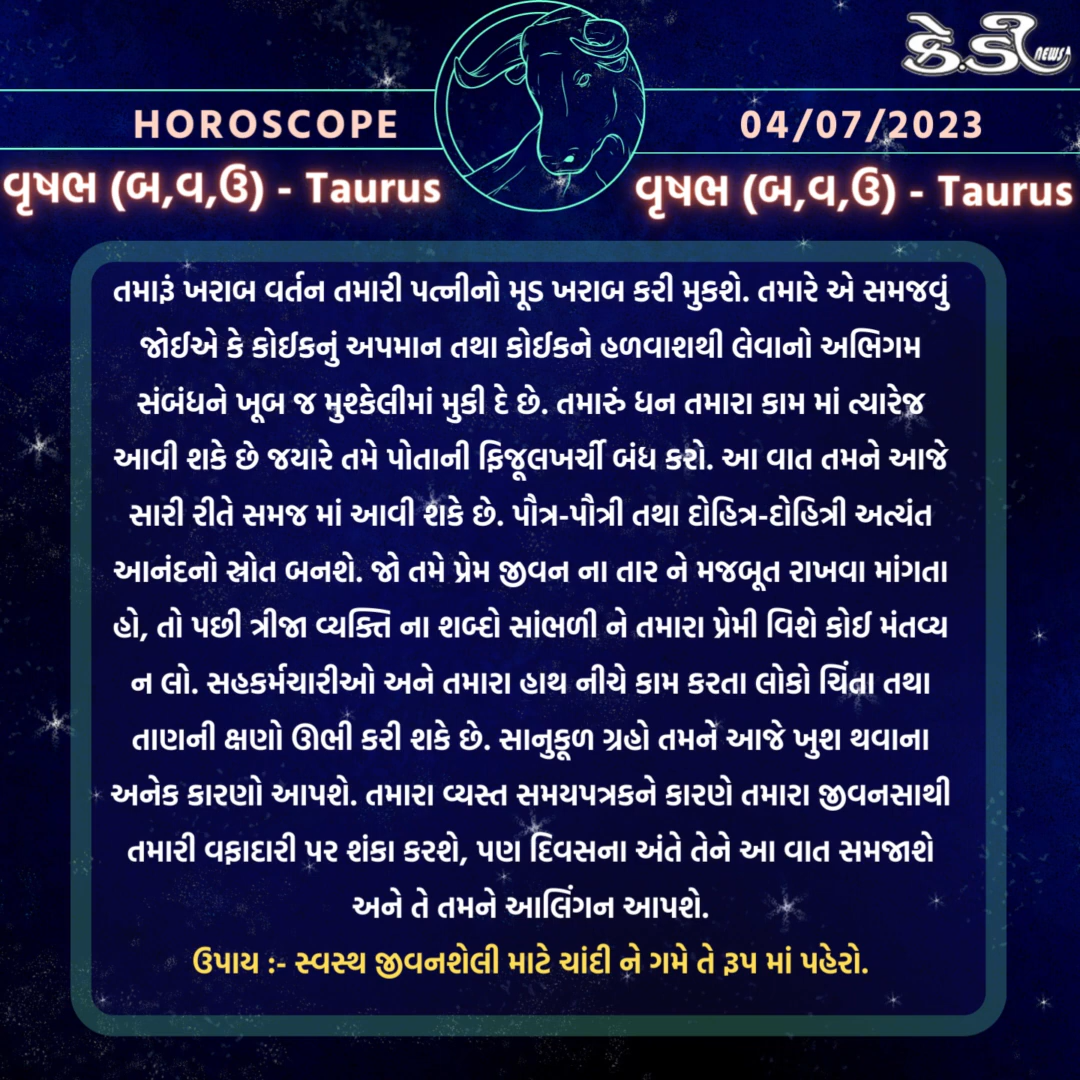 કે.ડી NEWS
HOROSCOPE
04/07/2023
વૃષભ (બ,વ,ઉ) - Taurus
વૃષભ (બ,વ,ઉ) - Taurus
તમારૂં ખરાબ વર્તન તમારી પત્નીનો મૂડ ખરાબ કરી મુકશે. તમારે એ સમજવું
જોઈએ કે કોઈકનું અપમાન તથા કોઈકને હળવાશથી લેવાનો અભિગમ
સંબંધને ખૂબ જ મુશ્કેલીમાં મુકી દે છે. તમારું ધન તમારા કામ માં ત્યારેજ
આવી શકે છે જયારે તમે પોતાની ફિજૂલખર્ચી બંધ કશો. આ વાત તમને આજે
સારી રીતે સમજ માં આવી શકે છે. પૌત્ર-પૌત્રી તથા દોહિત્ર-દોહિત્રી અત્યંત
આનંદનો સ્રોત બનશે. જો તમે પ્રેમ જીવન ના તાર ને મજબૂત રાખવા માંગતા
હો, તો પછી ત્રીજા વ્યક્તિ ના શબ્દો સાંભળી ને તમારા પ્રેમી વિશે કોઈ મંતવ્ય
ન લો. સહકર્મચારીઓ અને તમારા હાથ નીચે કામ કરતા લોકો ચિંતા તથા
તાણની ક્ષણો ઊભી કરી શકે છે. સાનુકૂળ ગ્રહો તમને આજે ખુશ થવાના
અનેક કારણો આપશે. તમારા વ્યસ્ત સમયપત્રકને કારણે તમારા જીવનસાથી
તમારી વફાદારી પર શંકા કરશે, પણ દિવસના અંતે તેને આ વાત સમજાશે
અને તે તમને આલિંગન આપશે.
ઉપાય :- સ્વસ્થ જીવનશેલી માટે ચાંદી ને ગમે તે રૂપ માં પહેરો.